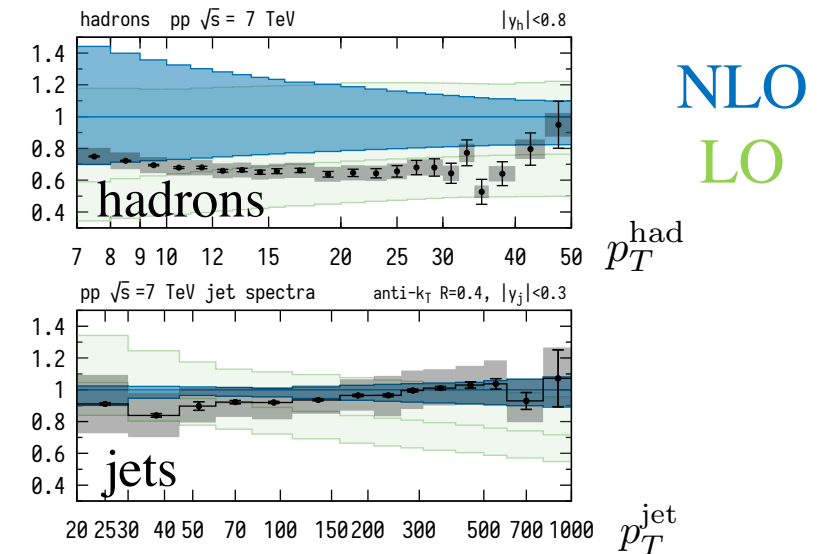 hadrons pp √s = 7 TeV |y_h|<0.8
1.4
1.2
1
0.8
0.6
0.4
hadrons
7 8 9 10 12 15 20 25 30 40 50
p_T^had
NLO
LO
pp √s =7 TeV jet spectra anti-k_T R=0.4, |y_j|<0.3
1.4
1.2
1
0.8
0.6
0.4
jets
20 25 30 40 50 70 100 150 200 300 500 700 1000
p_T^jet